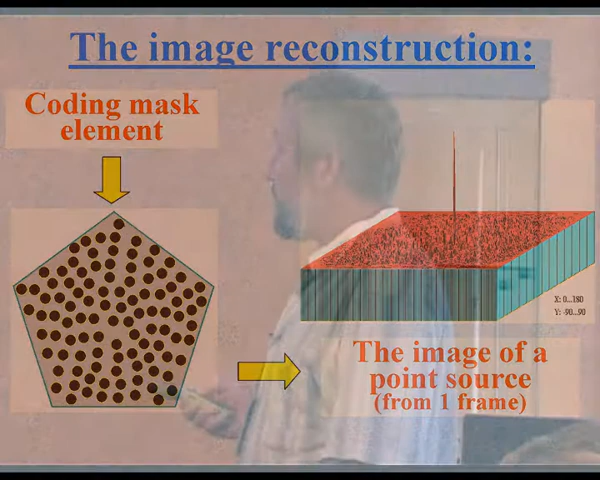 The image reconstruction:
Coding mask
element
X: 0...180
Y: -90...90
The image of a
point source
(from 1 frame)